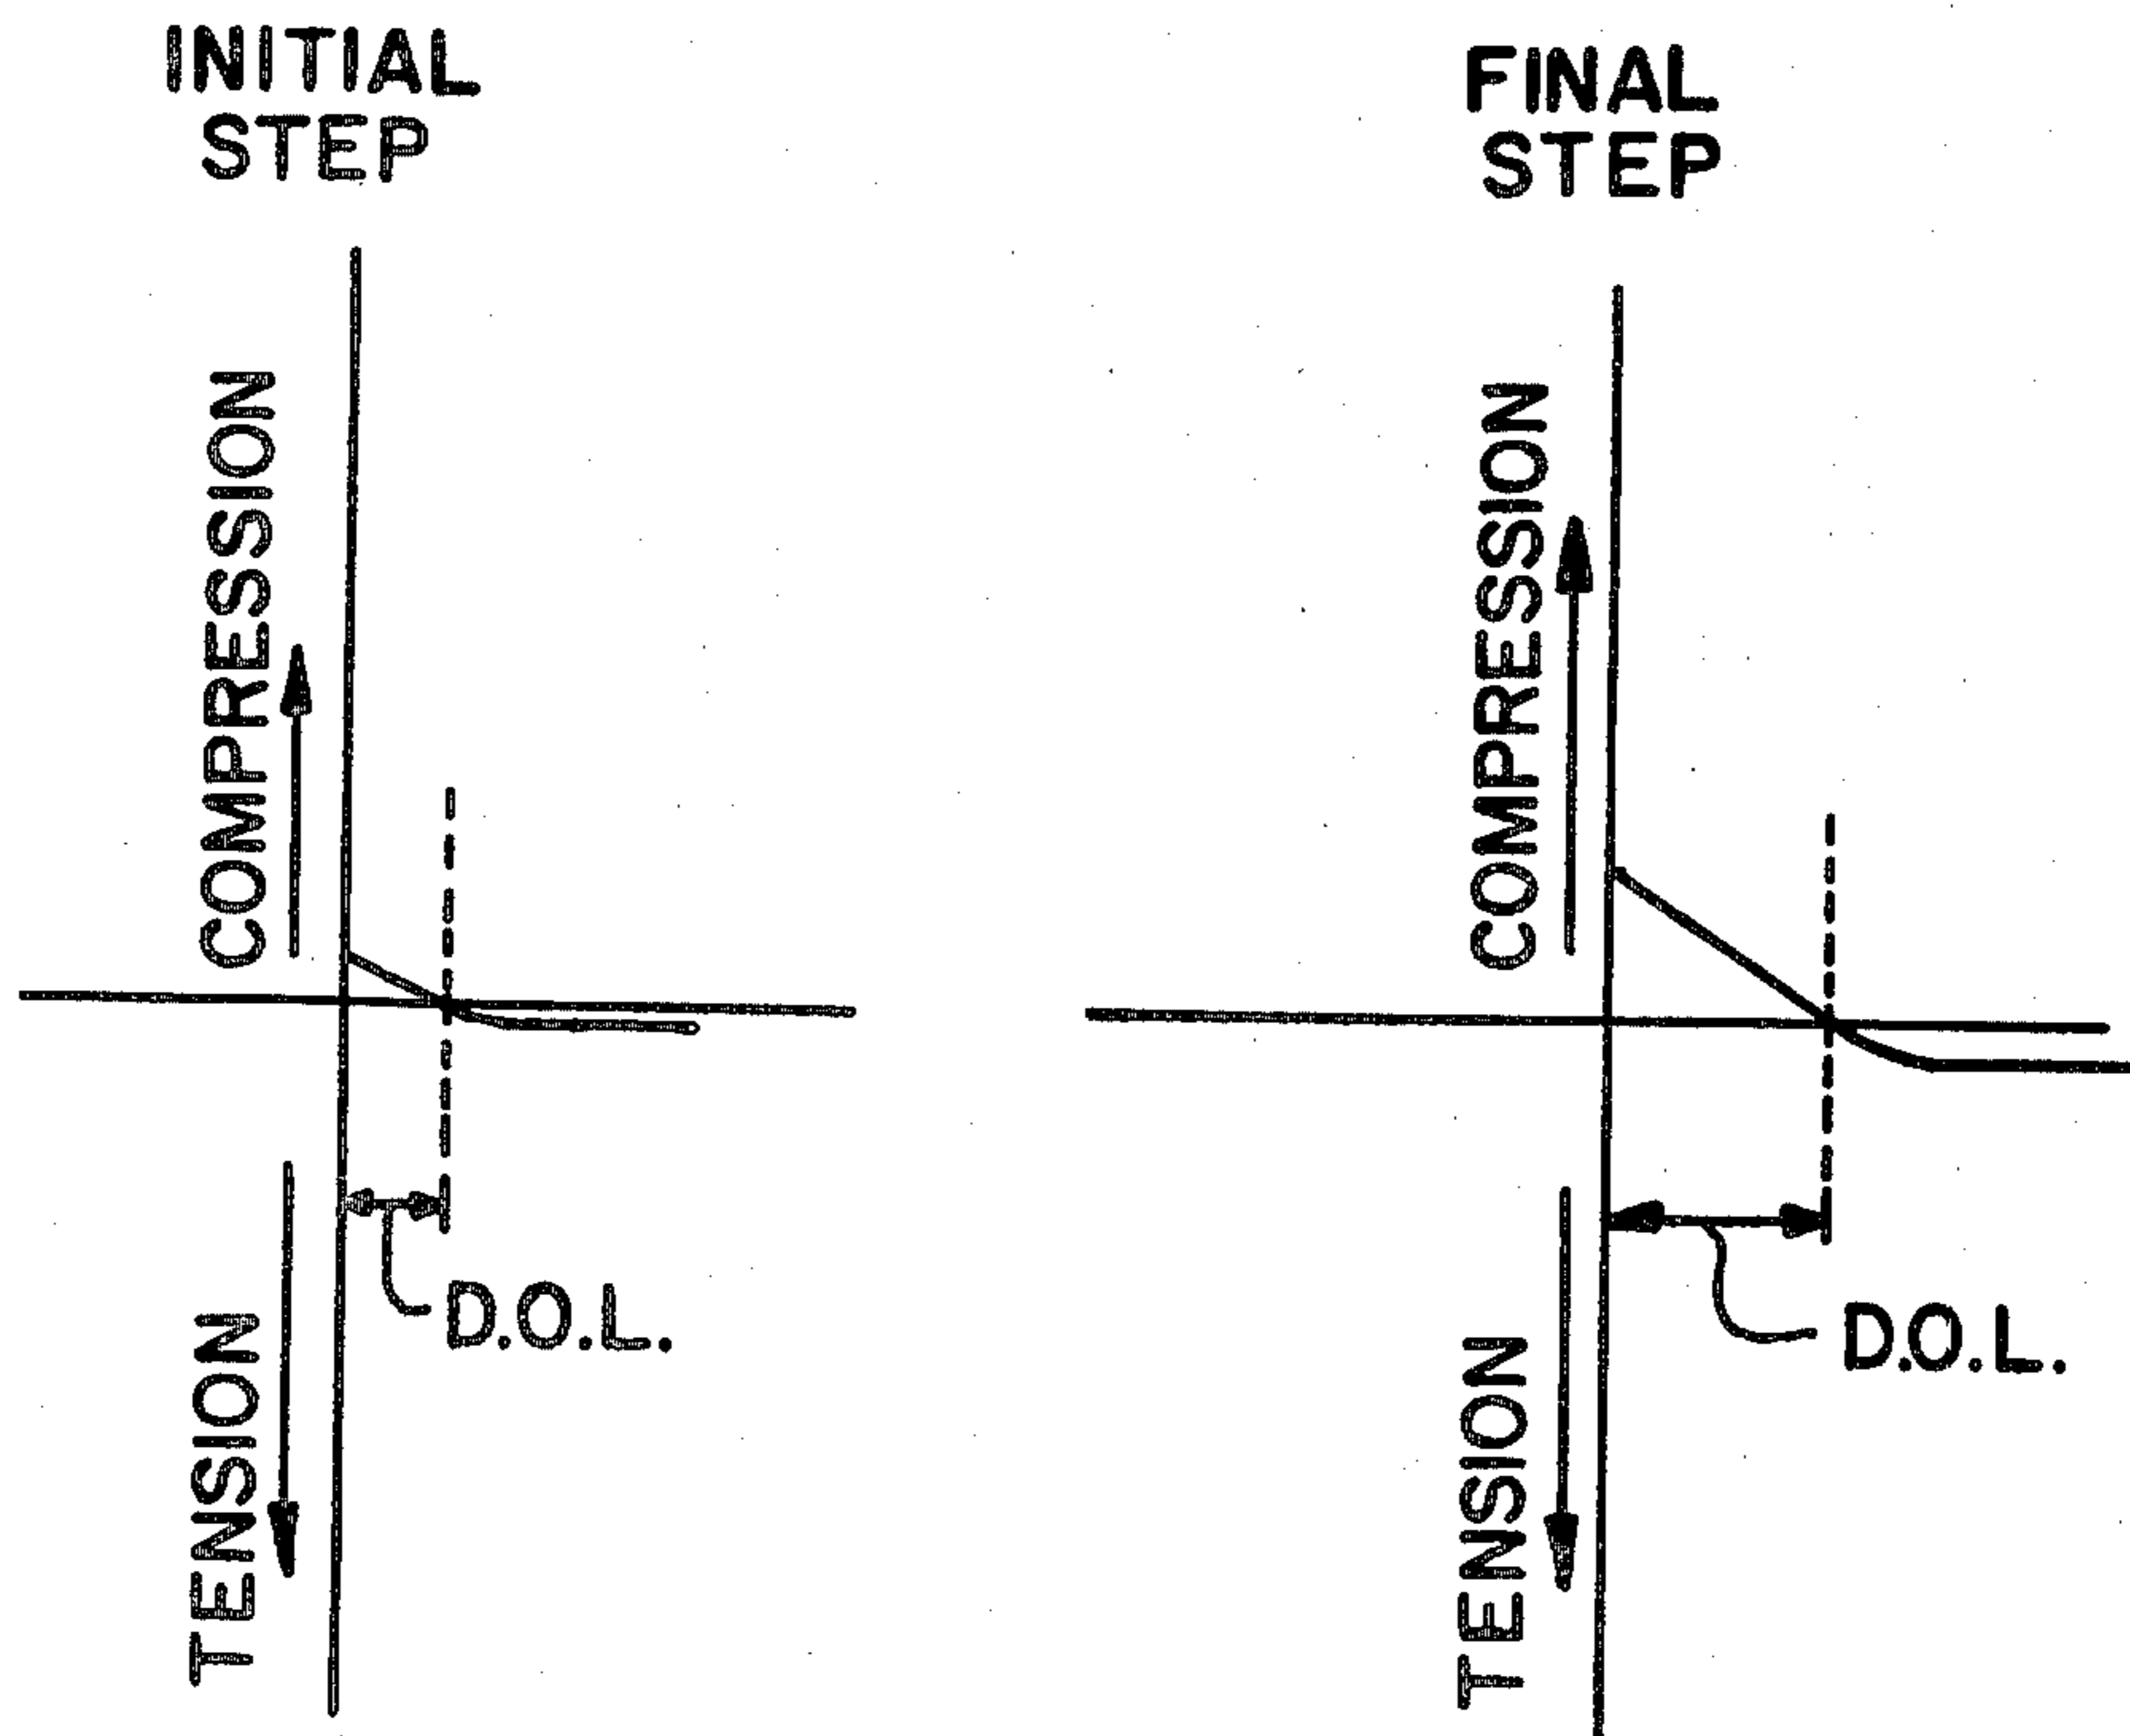 INITIAL
STEP
COMPRESSION
TENSION
D.O.L.
FINAL
STEP
COMPRESSION
TENSION
D.O.L.